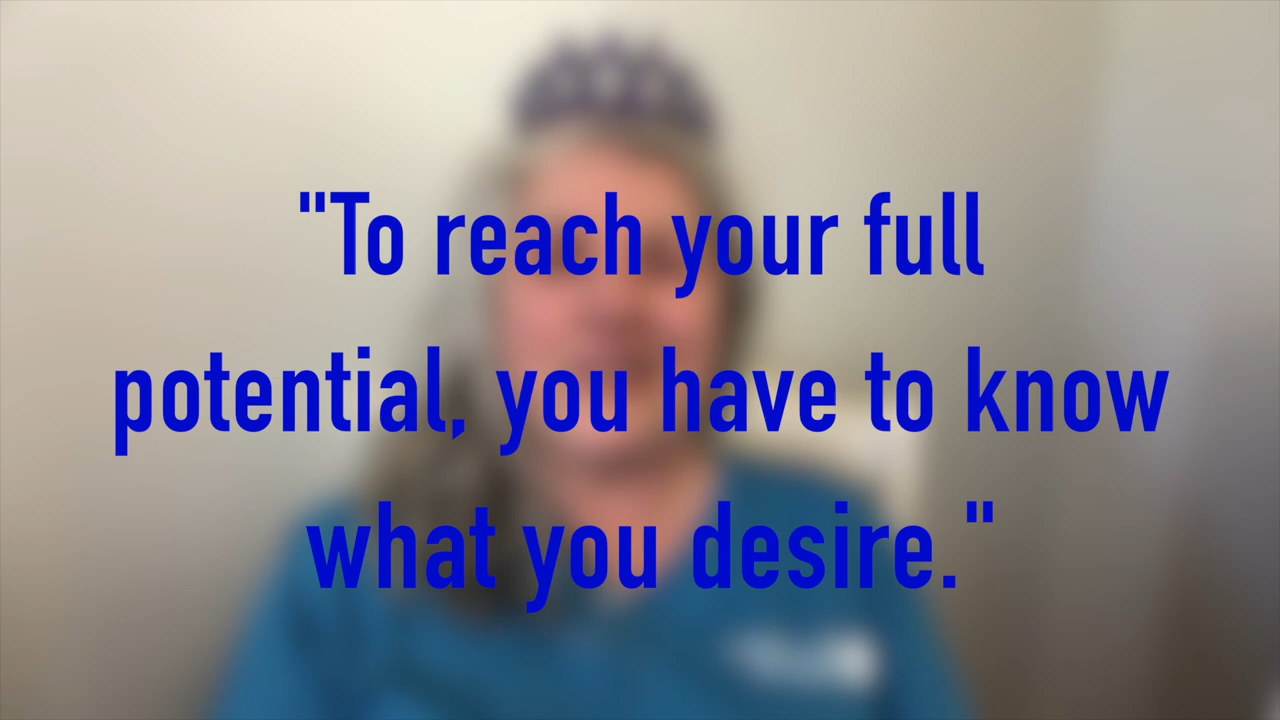 "To reach your full
potential, you have to know
what you desire."